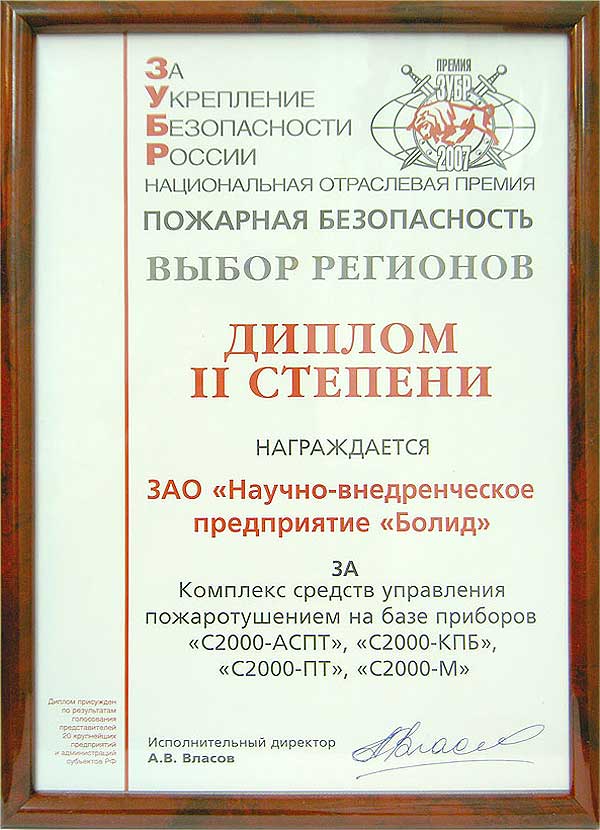 ЗА
УКРЕПЛЕНИЕ
БЕЗОПАСНОСТИ
РОССИИ
ПРЕМИЯ
ЗУБР
2007
НАЦИОНАЛЬНАЯ ОТРАСЛЕВАЯ ПРЕМИЯ
ПОЖАРНАЯ БЕЗОПАСНОСТЬ
ВЫБОР РЕГИОНОВ
ДИПЛОМ
II СТЕПЕНИ
НАГРАЖДАЕТСЯ
ЗАО «Научно-внедренческое
предприятие «Болид»
ЗА
Комплекс средств управления
пожаротушением на базе приборов
«С2000-АСПТ», «С2000-КПБ»,
«С2000-ПТ», «С2000-М»
Диплом присужден
по результатам
голосования
представителей
20 крупнейших
предприятий
и администраций
субъектов РФ
Исполнительный директор
А.В. Власов
АВласов